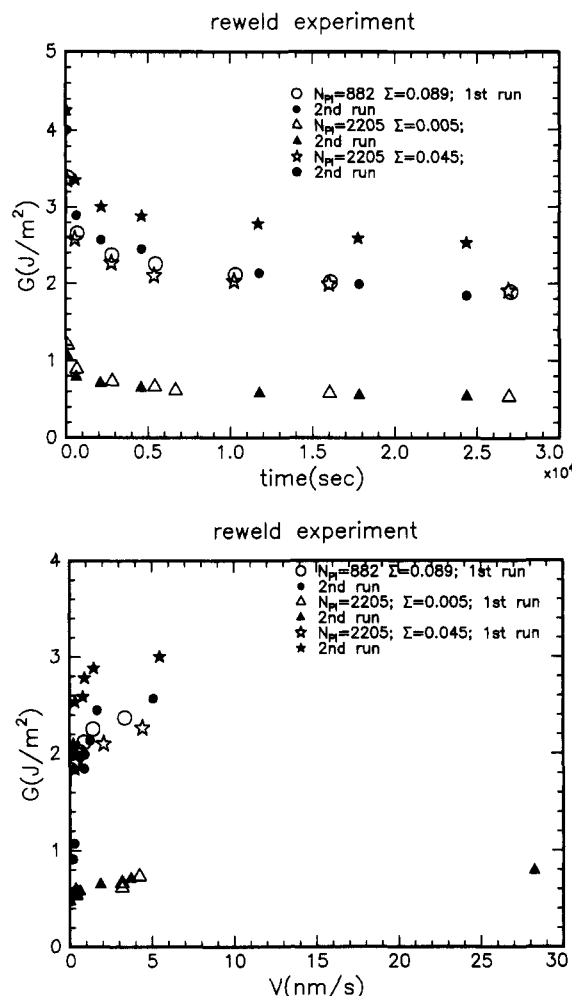 reweld experiment
5
4
3
2
1
0
G(J/m²)
○ N_PI=882 Σ=0.089; 1st run
● 2nd run
△ N_PI=2205 Σ=0.005;
▲ 2nd run
☆ N_PI=2205 Σ=0.045;
● 2nd run
0.0 0.5 1.0 1.5 2.0 2.5 3.0
×10⁴
time(sec)
reweld experiment
4
3
2
1
0
G(J/m²)
○ N_PI=882 Σ=0.089; 1st run
● 2nd run
△ N_PI=2205; Σ=0.005; 1st run
▲ 2nd run
☆ N_PI=2205; Σ=0.045; 1st run
★ 2nd run
0 5 10 15 20 25 30
V(nm/s)